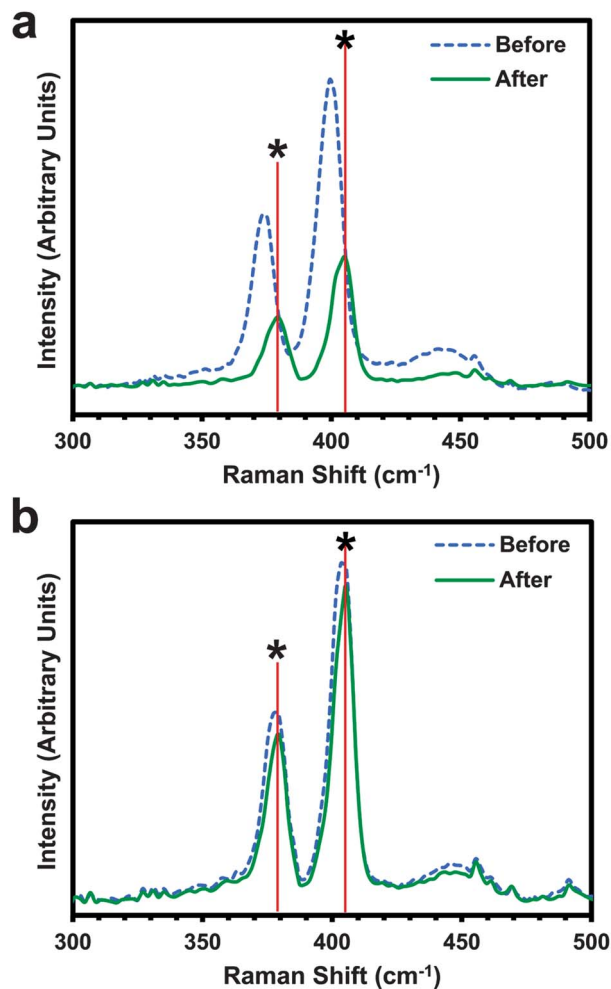 a
*
*
Before
After
Intensity (Arbitrary Units)
300 350 400 450 500
Raman Shift (cm-1)
b
*
*
Before
After
Intensity (Arbitrary Units)
300 350 400 450 500
Raman Shift (cm-1)